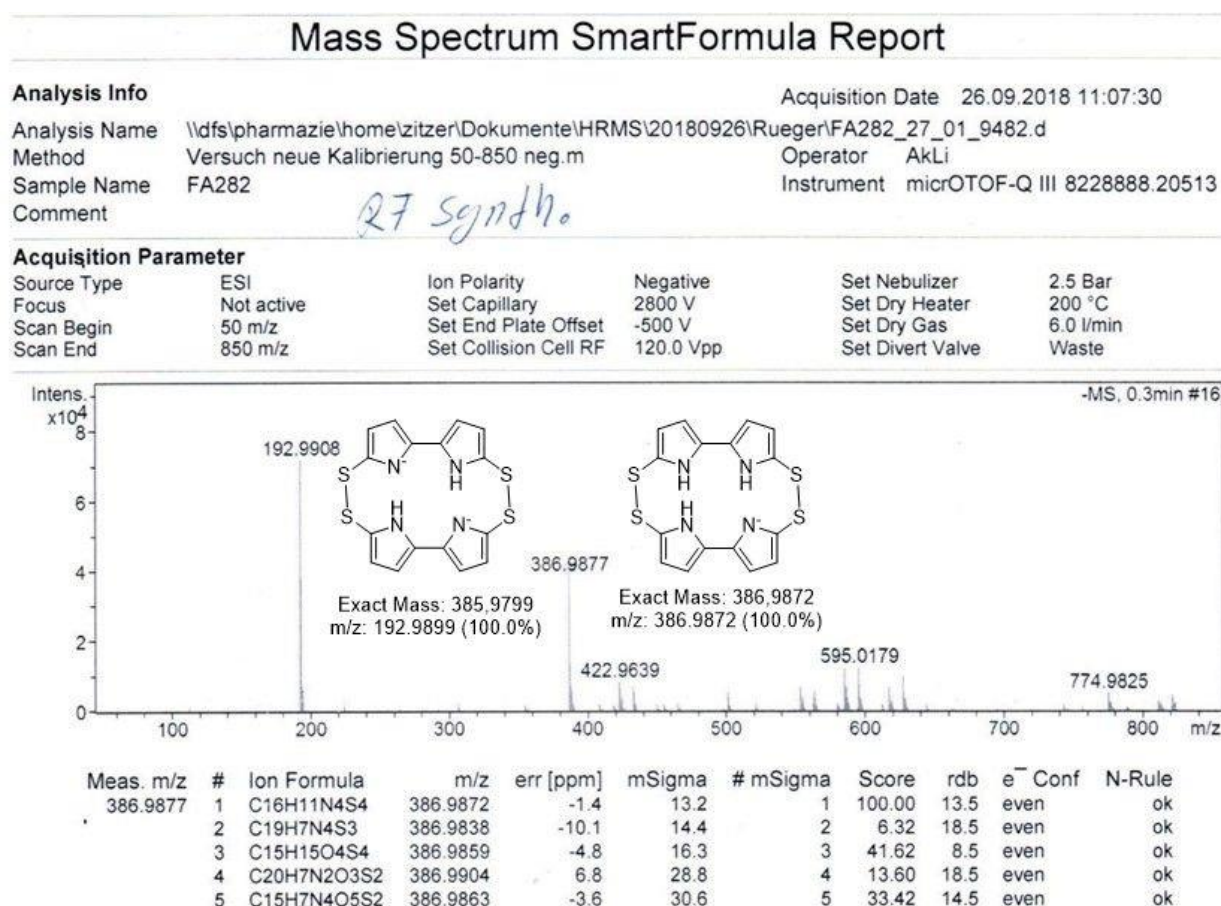 Mass Spectrum SmartFormula Report
Analysis Info
Acquisition Date 26.09.2018 11:07:30
Analysis Name \\dfs\pharmazie\home\zitzer\Dokumente\HRMS\20180926\Rueger\FA282_27_01_9482.d
Method Versuch neue Kalibrierung 50-850 neg.m Operator AkLi
Sample Name FA282 Instrument micrOTOF-Q III 8228888.20513
Comment
27 Synth.
Acquisition Parameter
Source Type ESI Ion Polarity Negative Set Nebulizer 2.5 Bar
Focus Not active Set Capillary 2800 V Set Dry Heater 200 °C
Scan Begin 50 m/z Set End Plate Offset -500 V Set Dry Gas 6.0 l/min
Scan End 850 m/z Set Collision Cell RF 120.0 Vpp Set Divert Valve Waste
Intens.
x10⁴
-MS, 0.3min #16
8
6
4
2
0
192.9908
386.9877
422.9639
595.0179
774.9825
N⁻ N H S S S S H N N⁻
Exact Mass: 385,9799
m/z: 192.9899 (100.0%)
N H N H S S S S H N N⁻
Exact Mass: 386,9872
m/z: 386.9872 (100.0%)
100 200 300 400 500 600 700 800 m/z
Meas. m/z # Ion Formula m/z err [ppm] mSigma # mSigma Score rdb e⁻ Conf N-Rule
386.9877 1 C16H11N4S4 386.9872 -1.4 13.2 1 100.00 13.5 even ok
2 C19H7N4S3 386.9838 -10.1 14.4 2 6.32 18.5 even ok
3 C15H15O4S4 386.9859 -4.8 16.3 3 41.62 8.5 even ok
4 C20H7N2O3S2 386.9904 6.8 28.8 4 13.60 18.5 even ok
5 C15H7N4O5S2 386.9863 -3.6 30.6 5 33.42 14.5 even ok